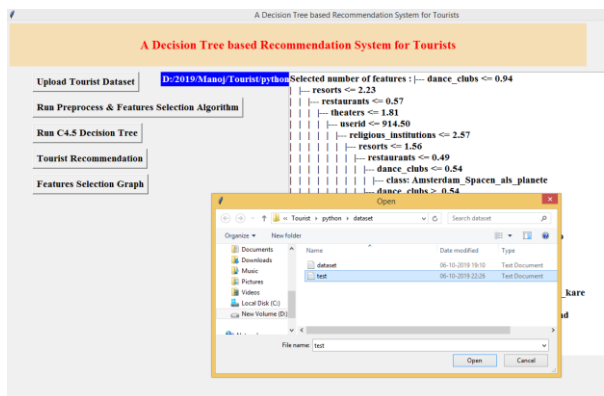 A Decision Tree based Recommendation System for Tourists
A Decision Tree based Recommendation System for Tourists
Upload Tourist Dataset
D:/2019/Manoj/Tourist/python
Run Preprocess & Features Selection Algorithm
Run C4.5 Decision Tree
Tourist Recommendation
Features Selection Graph
Selected number of features : |--- dance_clubs <= 0.94
| |--- resorts <= 2.23
| | |--- restaurants <= 0.57
| | | |--- theaters <= 1.81
| | | | |--- userid <= 914.50
| | | | | |--- religious_institutions <= 2.57
| | | | | | |--- resorts <= 1.56
| | | | | | | |--- restaurants <= 0.49
| | | | | | | | |--- dance_clubs <= 0.54
| | | | | | | | | |--- class: Amsterdam_Spacen_als_planete
| | | | | | | | |--- dance_clubs > 0.54
_kare
Open
« Tourist › python › dataset
Search dataset
Organize
New folder
Documents
Downloads
Music
Pictures
Videos
Local Disk (C:)
New Volume (D:)
Name
Date modified
Type
dataset
06-10-2019 19:10
Text Document
test
06-10-2019 22:26
Text Document
File name:
test
Open
Cancel